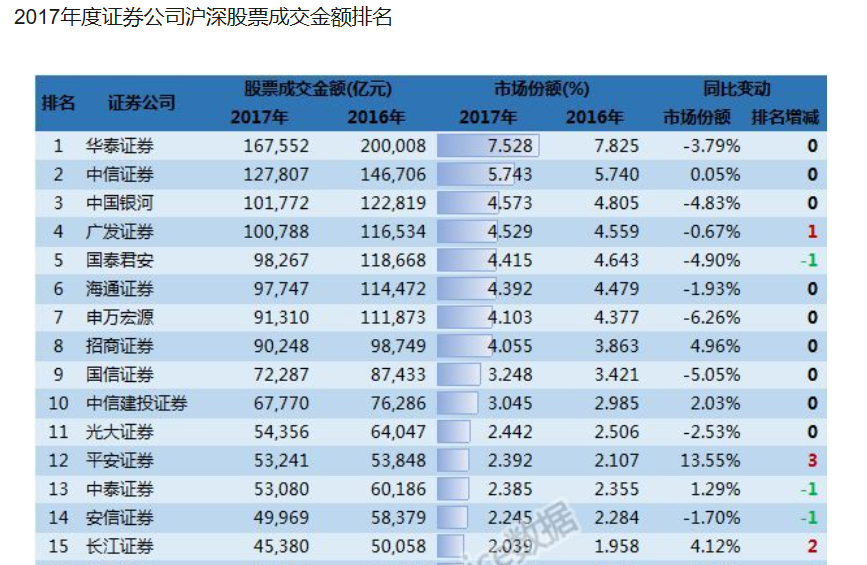 2017年度证券公司沪深股票成交金额排名
排名 证券公司 股票成交金额(亿元) 市场份额(%) 同比变动
2017年 2016年 2017年 2016年 市场份额 排名增减
1 华泰证券 167,552 200,008 7.528 7.825 -3.79% 0
2 中信证券 127,807 146,706 5.743 5.740 0.05% 0
3 中国银河 101,772 122,819 4.573 4.805 -4.83% 0
4 广发证券 100,788 116,534 4.529 4.559 -0.67% 1
5 国泰君安 98,267 118,668 4.415 4.643 -4.90% -1
6 海通证券 97,747 114,472 4.392 4.479 -1.93% 0
7 申万宏源 91,310 111,873 4.103 4.377 -6.26% 0
8 招商证券 90,248 98,749 4.055 3.863 4.96% 0
9 国信证券 72,287 87,433 3.248 3.421 -5.05% 0
10 中信建投证券 67,770 76,286 3.045 2.985 2.03% 0
11 光大证券 54,356 64,047 2.442 2.506 -2.53% 0
12 平安证券 53,241 53,848 2.392 2.107 13.55% 3
13 中泰证券 53,080 60,186 2.385 2.355 1.29% -1
14 安信证券 49,969 58,379 2.245 2.284 -1.70% -1
15 长江证券 45,380 50,058 2.039 1.958 4.12% 2
数据